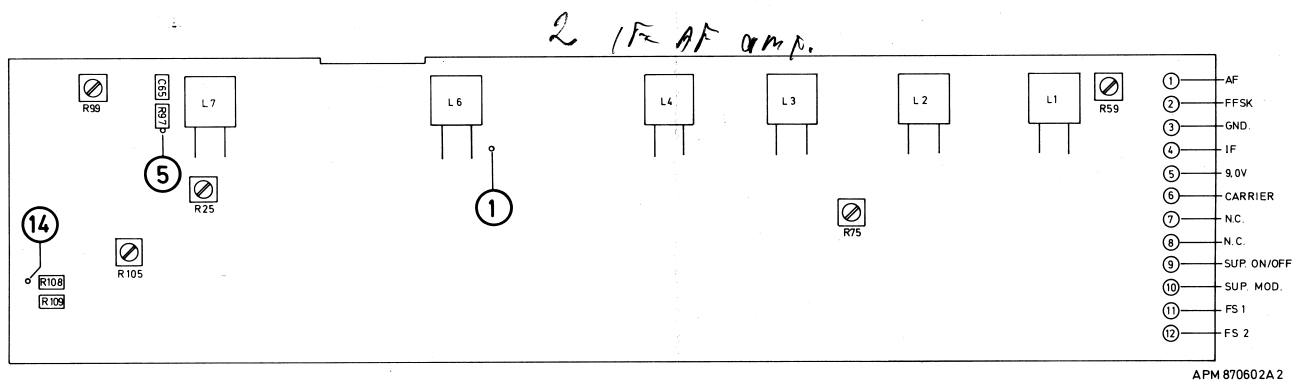 2 IF- AF amp.
R99
C65
R97
L7
L6
L4
L3
L2
L1
R59
5
R25
1
R75
14
R105
R108
R109
1 AF
2 FFSK
3 GND.
4 IF
5 9,0V
6 CARRIER
7 N.C.
8 N.C.
9 SUP. ON/OFF
10 SUP. MOD.
11 FS 1
12 FS 2
APM 870602A2